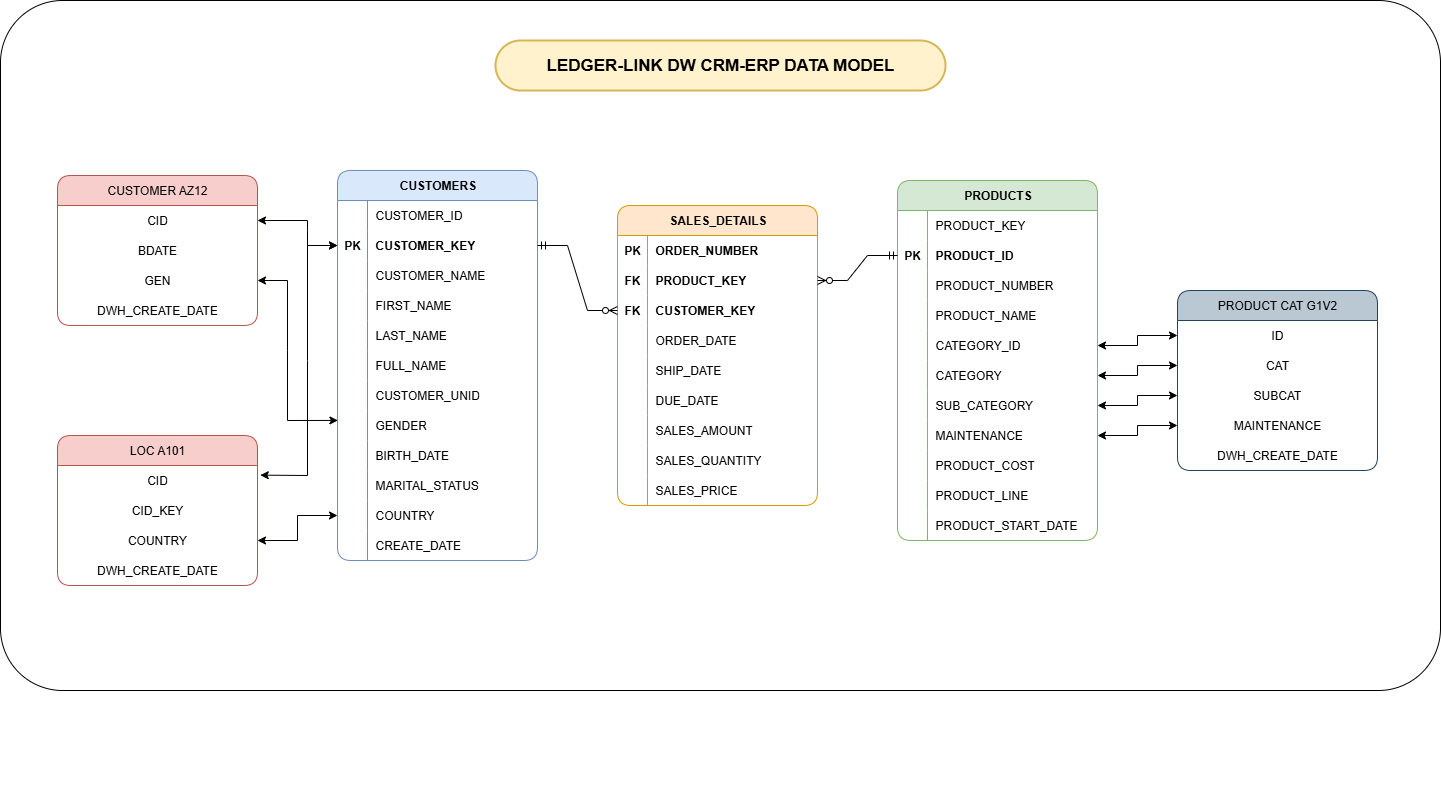 LEDGER-LINK DW CRM-ERP DATA MODEL
CUSTOMER AZ12
CID
BDATE
GEN
DWH_CREATE_DATE
LOC A101
CID
CID_KEY
COUNTRY
DWH_CREATE_DATE
CUSTOMERS
CUSTOMER_ID
PK CUSTOMER_KEY
CUSTOMER_NAME
FIRST_NAME
LAST_NAME
FULL_NAME
CUSTOMER_UNID
GENDER
BIRTH_DATE
MARITAL_STATUS
COUNTRY
CREATE_DATE
SALES_DETAILS
PK ORDER_NUMBER
FK PRODUCT_KEY
FK CUSTOMER_KEY
ORDER_DATE
SHIP_DATE
DUE_DATE
SALES_AMOUNT
SALES_QUANTITY
SALES_PRICE
PRODUCTS
PRODUCT_KEY
PK PRODUCT_ID
PRODUCT_NUMBER
PRODUCT_NAME
CATEGORY_ID
CATEGORY
SUB_CATEGORY
MAINTENANCE
PRODUCT_COST
PRODUCT_LINE
PRODUCT_START_DATE
PRODUCT CAT G1V2
ID
CAT
SUBCAT
MAINTENANCE
DWH_CREATE_DATE